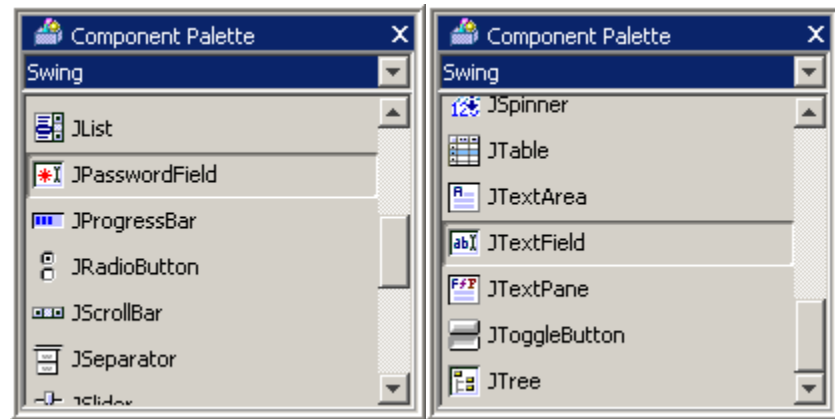 Component Palette
Swing
JList
JPasswordField
JProgressBar
JRadioButton
JScrollBar
JSeparator
JSlider
Component Palette
Swing
JSpinner
JTable
JTextArea
JTextField
JTextPane
JToggleButton
JTree